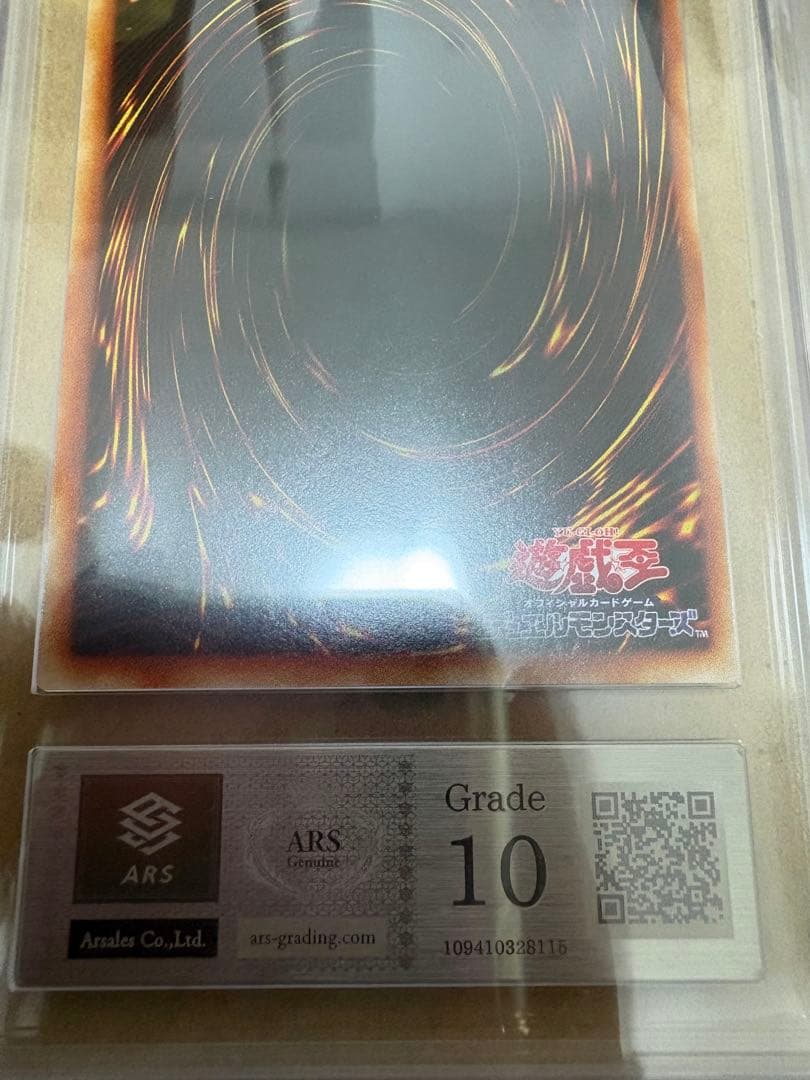 YU-GI-OH!
遊戯王
オフィシャルカードゲーム
デュエルモンスターズ™
ARS
Arsales Co.,Ltd.
ARS
Genuine
ars-grading.com
Grade
10
109410328115